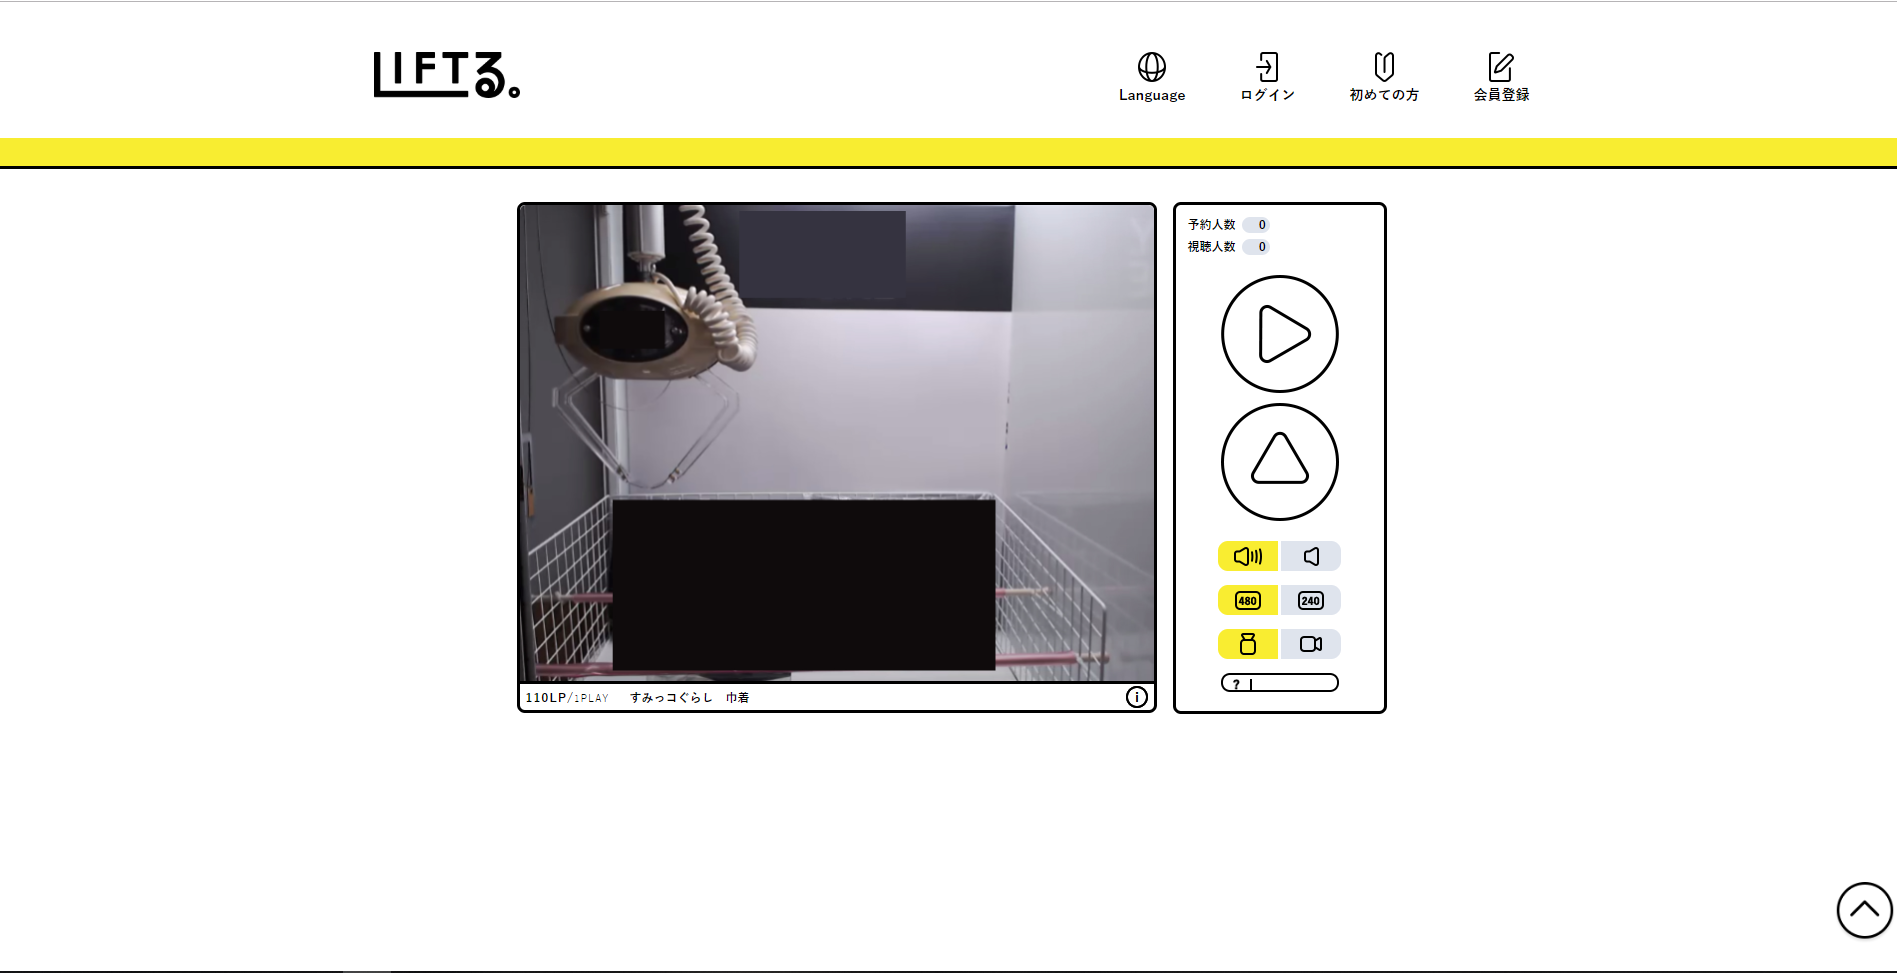 LIFTる。
Language
ログイン
初めての方
会員登録
予約人数 0
視聴人数 0
480 240
?
110LP/1PLAY すみっコぐらし 巾着
i